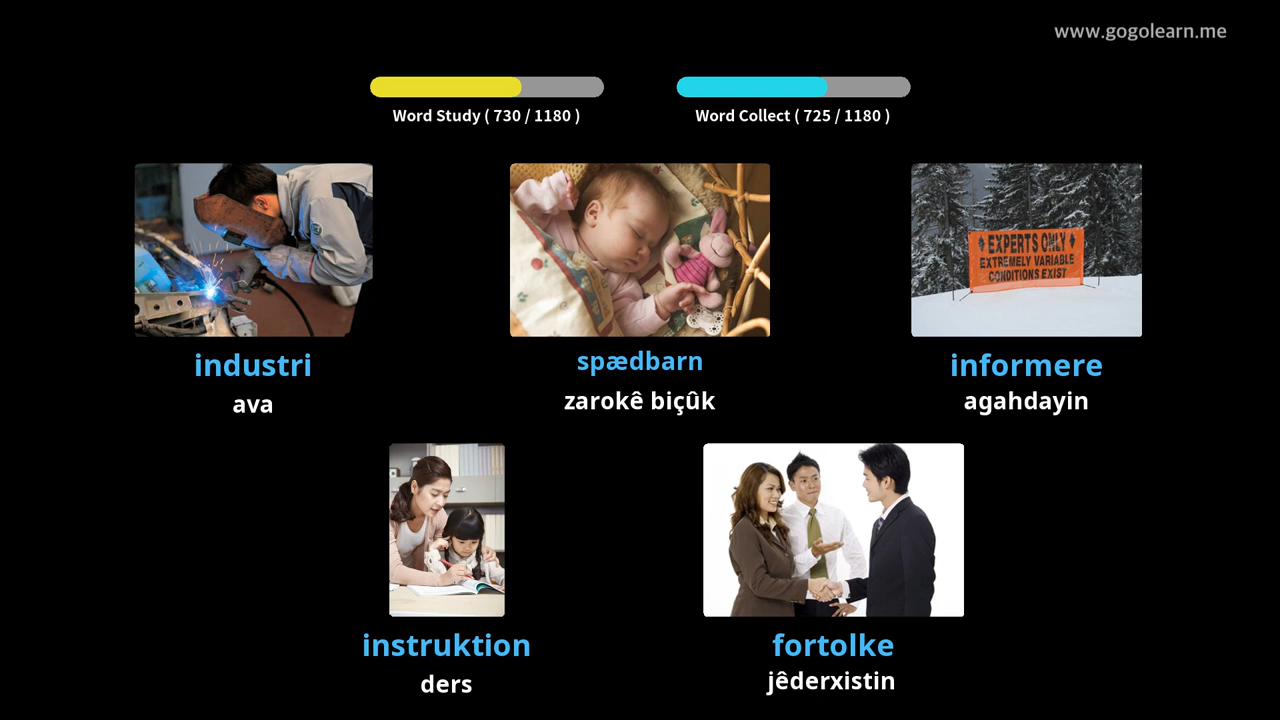 www.gogolearn.me
Word Study ( 730 / 1180 )
Word Collect ( 725 / 1180 )
EXPERTS ONLY
EXTREMELY VARIABLE
CONDITIONS EXIST
industri
ava
spædbarn
zarokê biçûk
informere
agahdayin
instruktion
ders
fortolke
jêderxistin